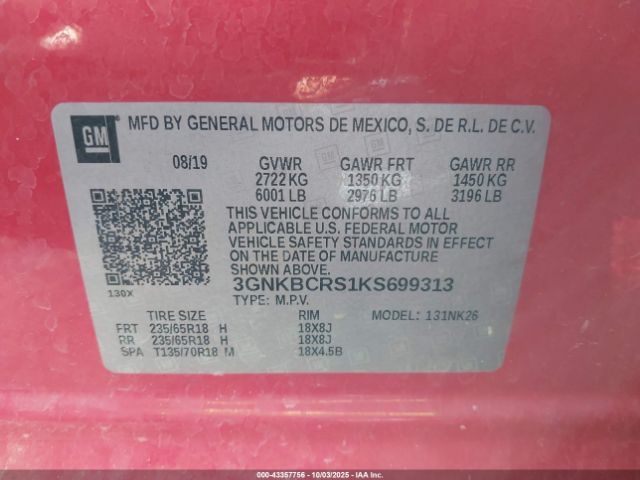 GM MFD BY GENERAL MOTORS DE MEXICO, S. DE R.L. DE C.V.
08/19 GVWR GAWR FRT GAWR RR
2722 KG 1350 KG 1450 KG
6001 LB 2976 LB 3196 LB
THIS VEHICLE CONFORMS TO ALL
APPLICABLE U.S. FEDERAL MOTOR
VEHICLE SAFETY STANDARDS IN EFFECT
ON THE DATE OF MANUFACTURE
3GNKBCRS1KS699313
130X TYPE: M.P.V.
TIRE SIZE RIM MODEL: 131NK26
FRT 235/65R18 H 18X8J
RR 235/65R18 H 18X8J
SPA T135/70R18 M 18X4.5B
000-43357756 - 10/03/2025 - Copyright IAA, LLC